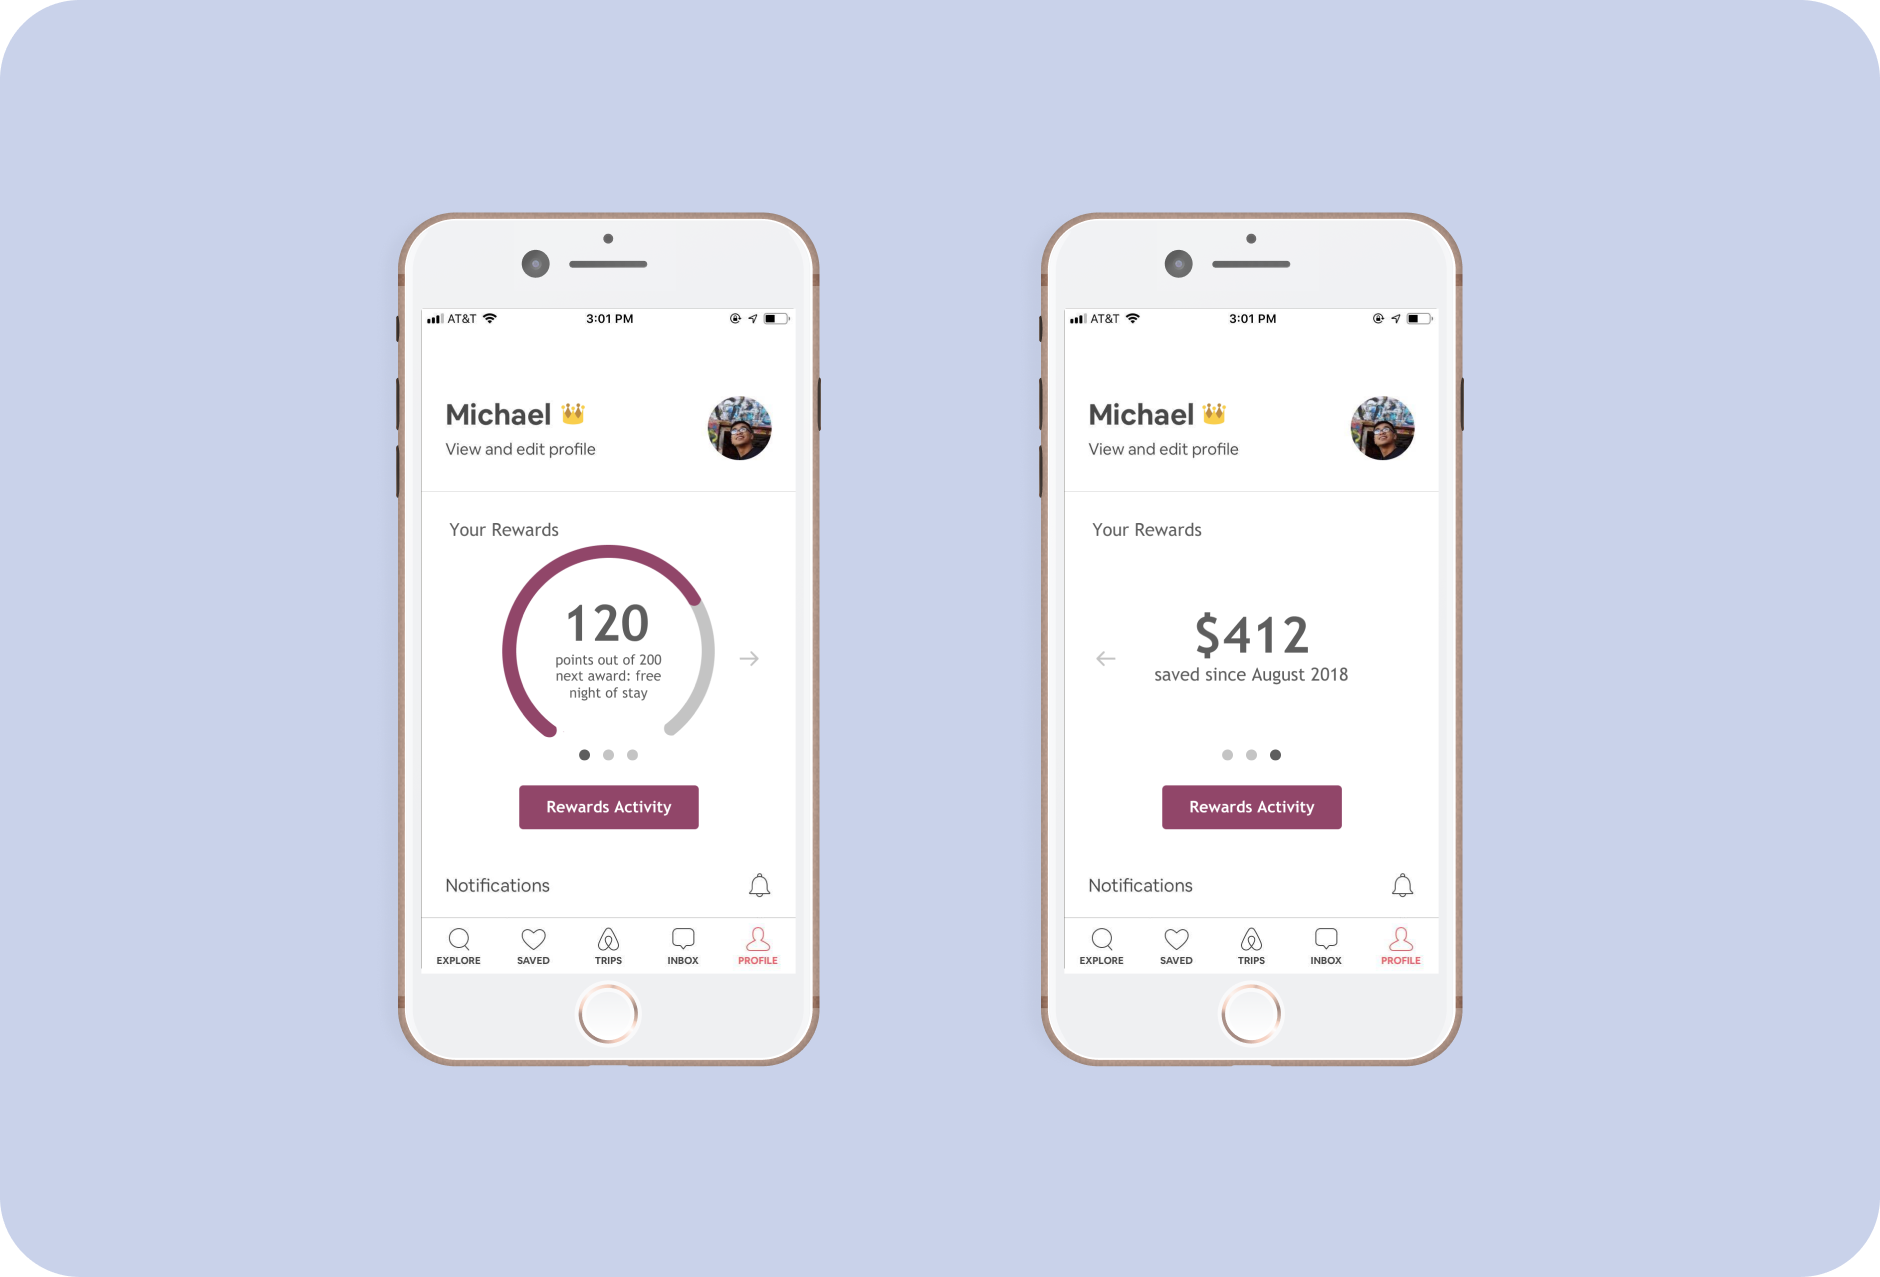 AT&T 3:01 PM
Michael 👑
View and edit profile
Your Rewards
120
points out of 200
next award: free
night of stay
Rewards Activity
Notifications
EXPLORE SAVED TRIPS INBOX PROFILE
AT&T 3:01 PM
Michael 👑
View and edit profile
Your Rewards
$412
saved since August 2018
Rewards Activity
Notifications
EXPLORE SAVED TRIPS INBOX PROFILE